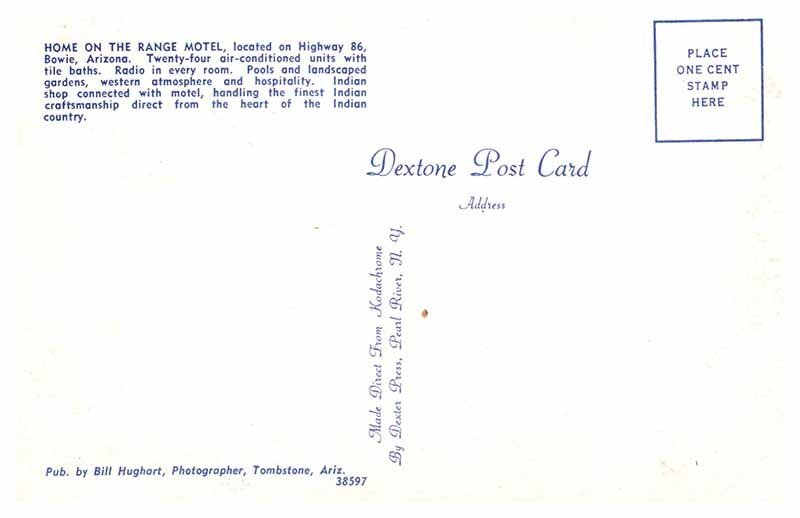 HOME ON THE RANGE MOTEL, located on Highway 86,
Bowie, Arizona. Twenty-four air-conditioned units with
tile baths. Radio in every room. Pools and landscaped
gardens, western atmosphere and hospitality. Indian
shop connected with motel, handling the finest Indian
craftsmanship direct from the heart of the Indian
country.
PLACE
ONE CENT
STAMP
HERE
Dextone Post Card
Address
Made Direct From Kodachrome
By Dexter Press, Pearl River, N. Y.
Pub. by Bill Hughart, Photographer, Tombstone, Ariz.
38597